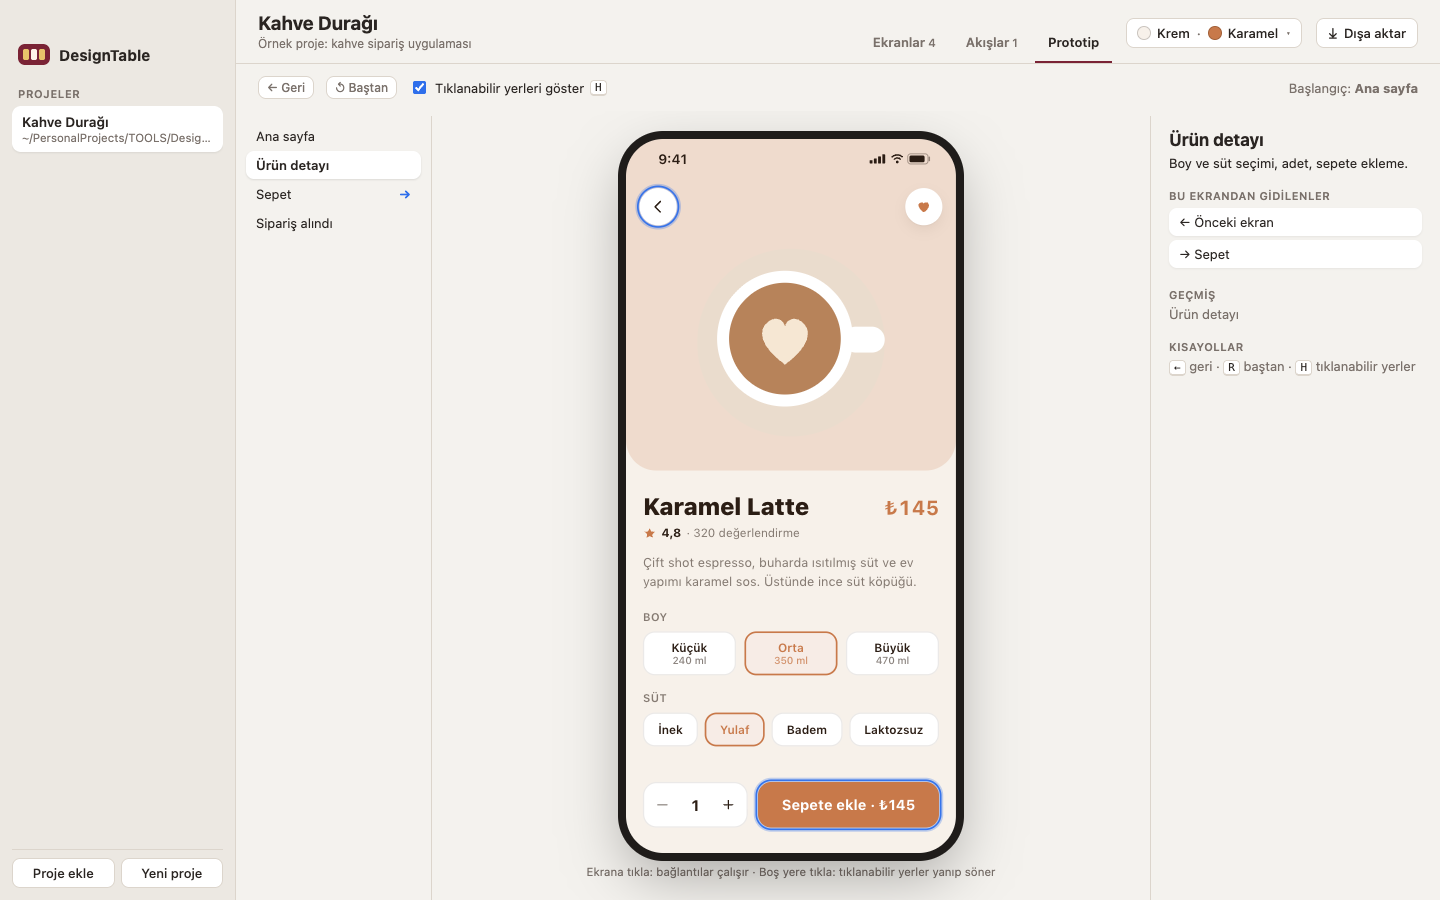 DesignTable
PROJELER
Kahve Durağı
~/PersonalProjects/TOOLS/Desig...
Proje ekle
Yeni proje
Kahve Durağı
Örnek proje: kahve sipariş uygulaması
Ekranlar 4
Akışlar 1
Prototip
Krem · Karamel
Dışa aktar
← Geri
Baştan
Tıklanabilir yerleri göster H
Başlangıç: Ana sayfa
Ana sayfa
Ürün detayı
Sepet →
Sipariş alındı
9:41
Karamel Latte
₺145
★ 4,8 · 320 değerlendirme
Çift shot espresso, buharda ısıtılmış süt ve ev
yapımı karamel sos. Üstünde ince süt köpüğü.
BOY
Küçük
240 ml
Orta
350 ml
Büyük
470 ml
SÜT
İnek
Yulaf
Badem
Laktozsuz
− 1 +
Sepete ekle · ₺145
Ekrana tıkla: bağlantılar çalışır · Boş yere tıkla: tıklanabilir yerler yanıp söner
Ürün detayı
Boy ve süt seçimi, adet, sepete ekleme.
BU EKRANDAN GİDİLENLER
← Önceki ekran
→ Sepet
GEÇMİŞ
Ürün detayı
KISAYOLLAR
← geri · R baştan · H tıklanabilir yerler